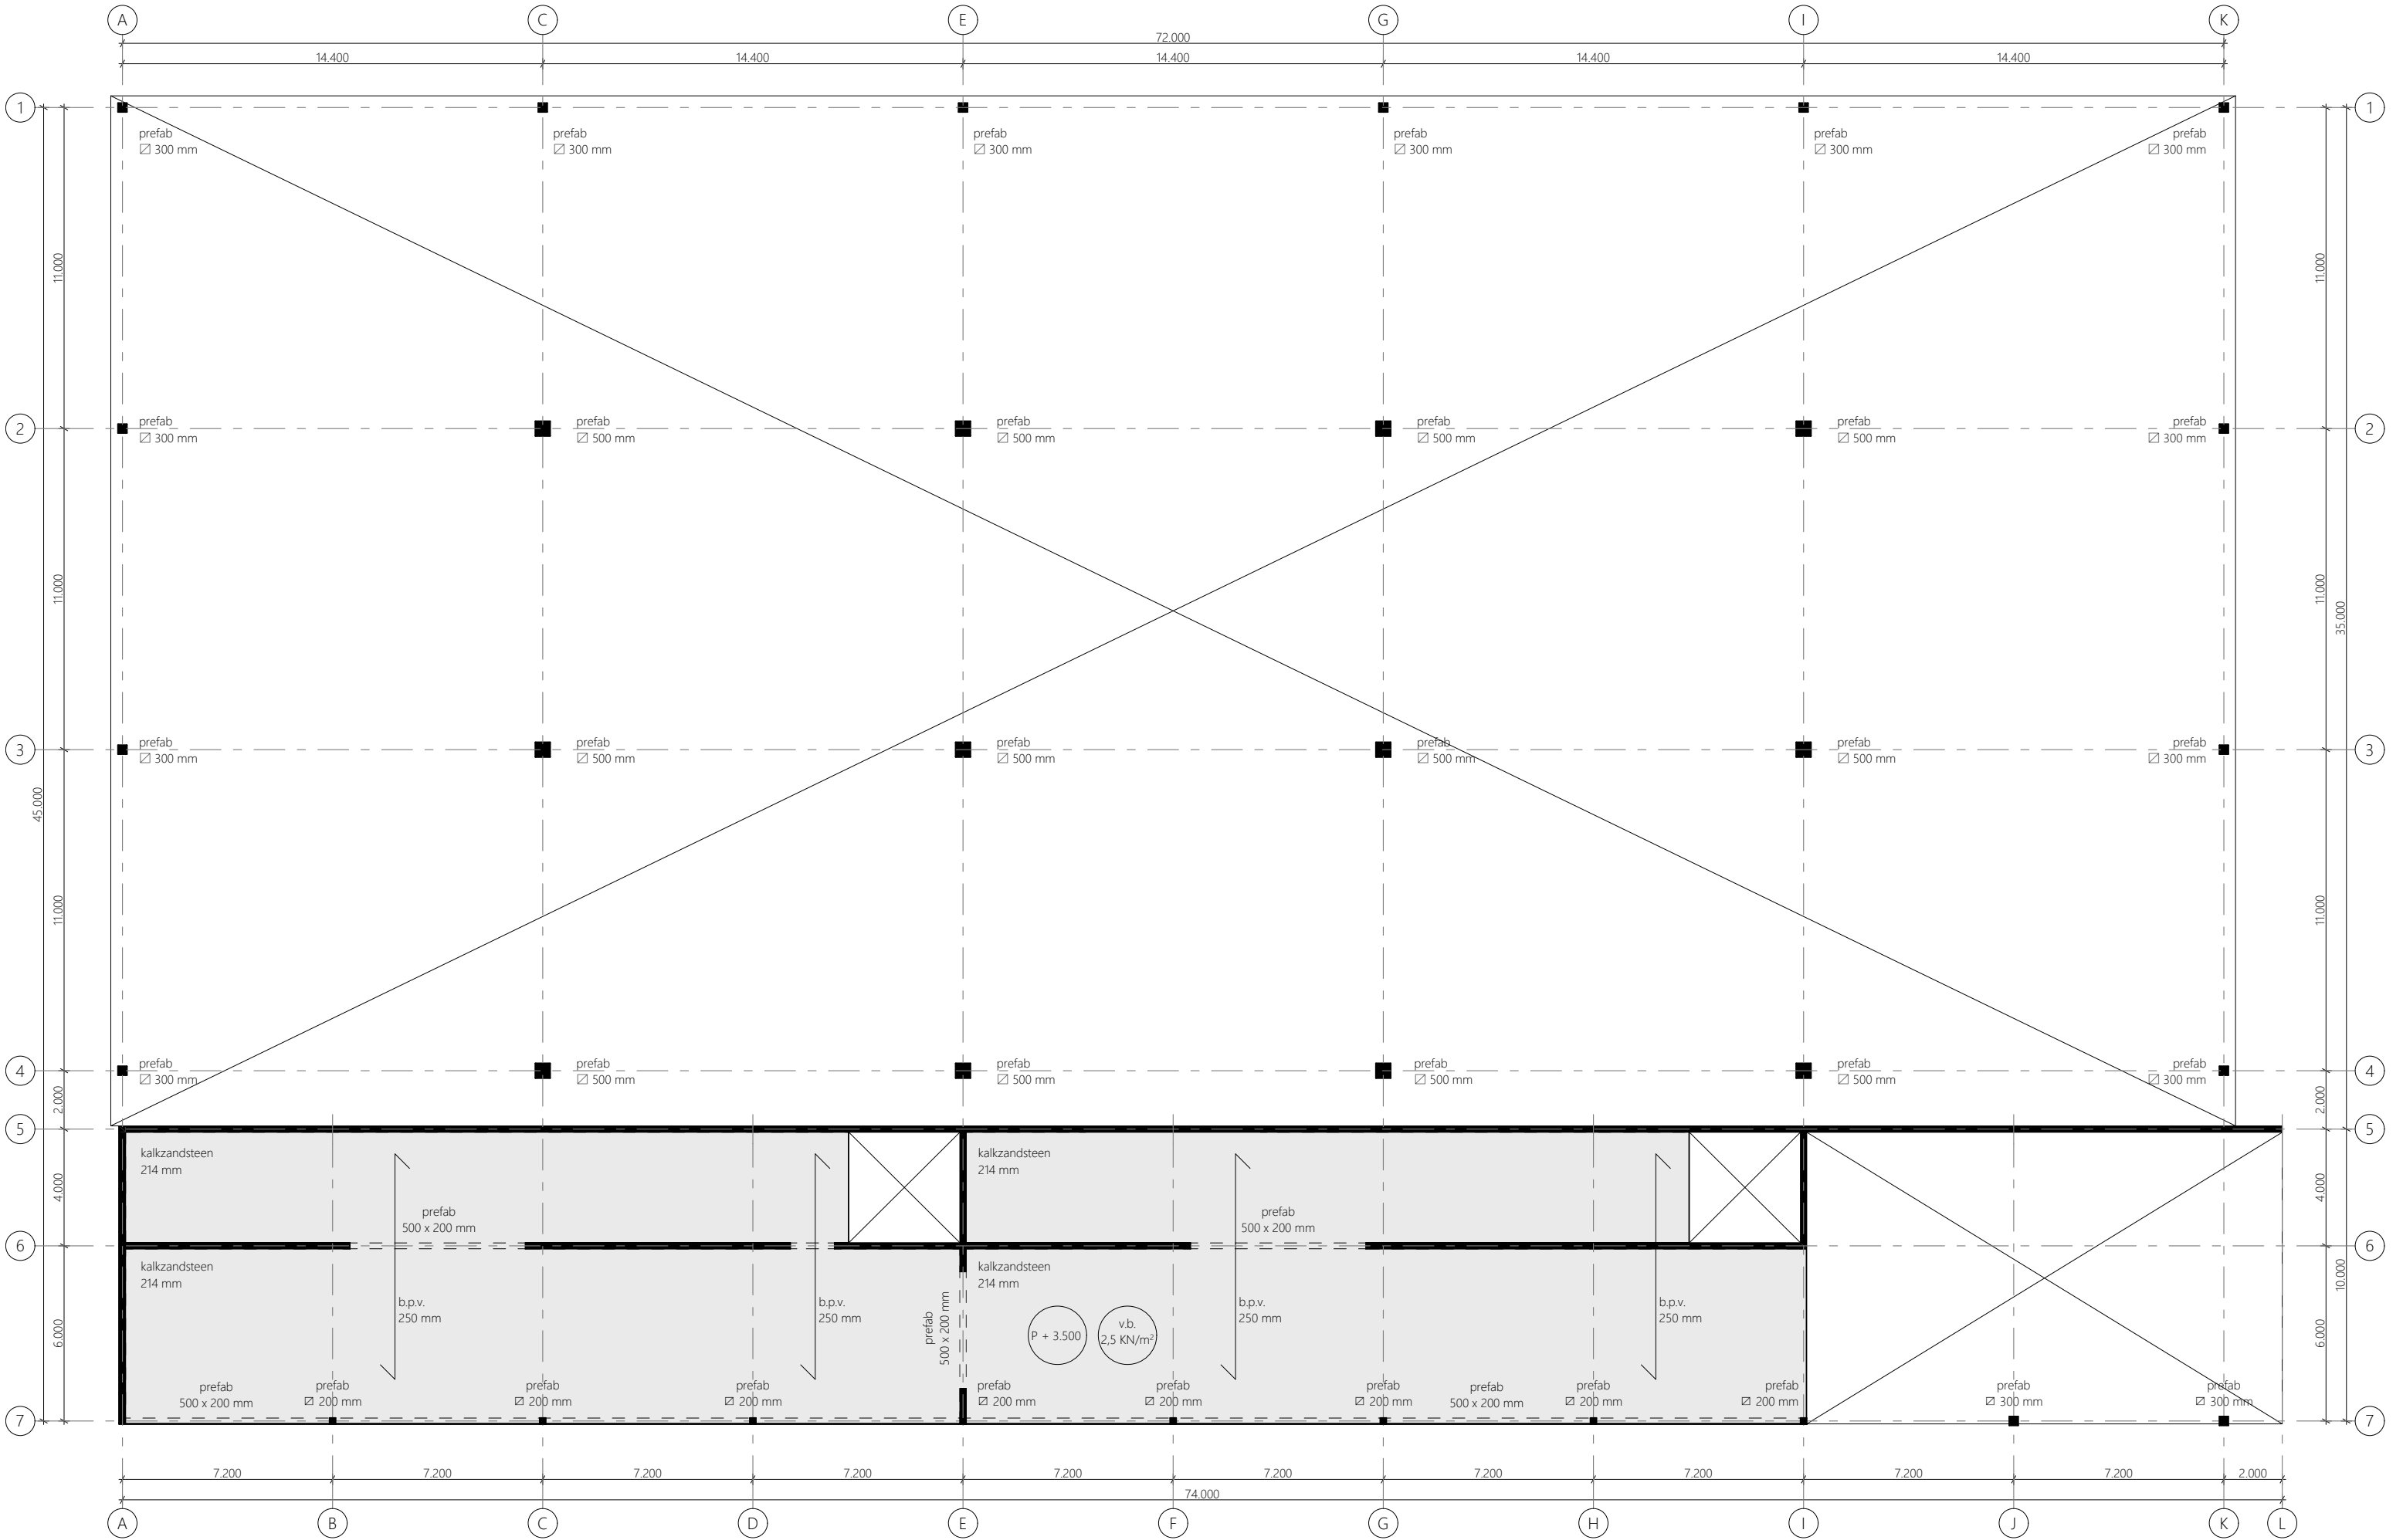 A C E G I K
72.000
14.400 14.400 14.400 14.400 14.400
1 1
prefab prefab prefab prefab prefab prefab
300 mm 300 mm 300 mm 300 mm 300 mm 300 mm
11.000 11.000
2 2
prefab prefab prefab prefab prefab prefab
300 mm 500 mm 500 mm 500 mm 500 mm 300 mm
11.000 11.000
35.000
3 3
prefab prefab prefab prefab prefab prefab
300 mm 500 mm 500 mm 500 mm 500 mm 300 mm
45.000
11.000 11.000
4 4
prefab prefab prefab prefab prefab prefab
300 mm 500 mm 500 mm 500 mm 500 mm 300 mm
2.000 2.000
5 5
kalkzandsteen kalkzandsteen
214 mm 214 mm
4.000 4.000
prefab prefab
500 x 200 mm 500 x 200 mm
6 6
kalkzandsteen kalkzandsteen
214 mm 214 mm
10.000
b.p.v. b.p.v. b.p.v.
250 mm 250 mm 250 mm 250 mm
prefab
500 x 200 mm
P + 3.500
v.b.
2,5 KN/m²
6.000 6.000
prefab prefab prefab prefab prefab prefab prefab prefab prefab prefab prefab prefab
500 x 200 mm 200 mm 200 mm 200 mm 200 mm 200 mm 200 mm 500 x 200 mm 200 mm 200 mm 300 mm 300 mm
7 7
7.200 7.200 7.200 7.200 7.200 7.200 7.200 7.200 7.200 7.200 2.000
74.000
A B C D E F G H I J K L